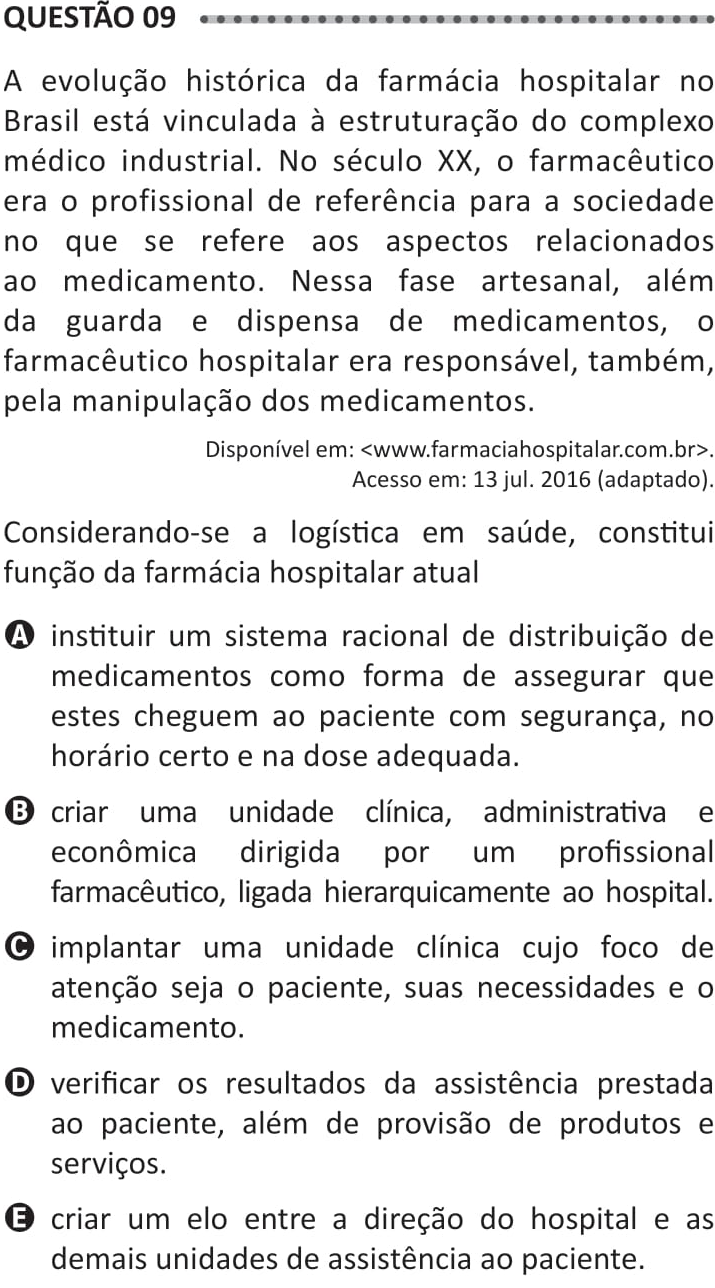 QUESTÃO 09
A evolução histórica da farmácia hospitalar no
Brasil está vinculada à estruturação do complexo
médico industrial. No século XX, o farmacêutico
era o profissional de referência para a sociedade
no que se refere aos aspectos relacionados
ao medicamento. Nessa fase artesanal, além
da guarda e dispensa de medicamentos, o
farmacêutico hospitalar era responsável, também,
pela manipulação dos medicamentos.
Disponível em: <www.farmaciahospitalar.com.br>.
Acesso em: 13 jul. 2016 (adaptado).
Considerando-se a logística em saúde, constitui
função da farmácia hospitalar atual
A instituir um sistema racional de distribuição de
medicamentos como forma de assegurar que
estes cheguem ao paciente com segurança, no
horário certo e na dose adequada.
B criar uma unidade clínica, administrativa e
econômica dirigida por um profissional
farmacêutico, ligada hierarquicamente ao hospital.
C implantar uma unidade clínica cujo foco de
atenção seja o paciente, suas necessidades e o
medicamento.
D verificar os resultados da assistência prestada
ao paciente, além de provisão de produtos e
serviços.
E criar um elo entre a direção do hospital e as
demais unidades de assistência ao paciente.